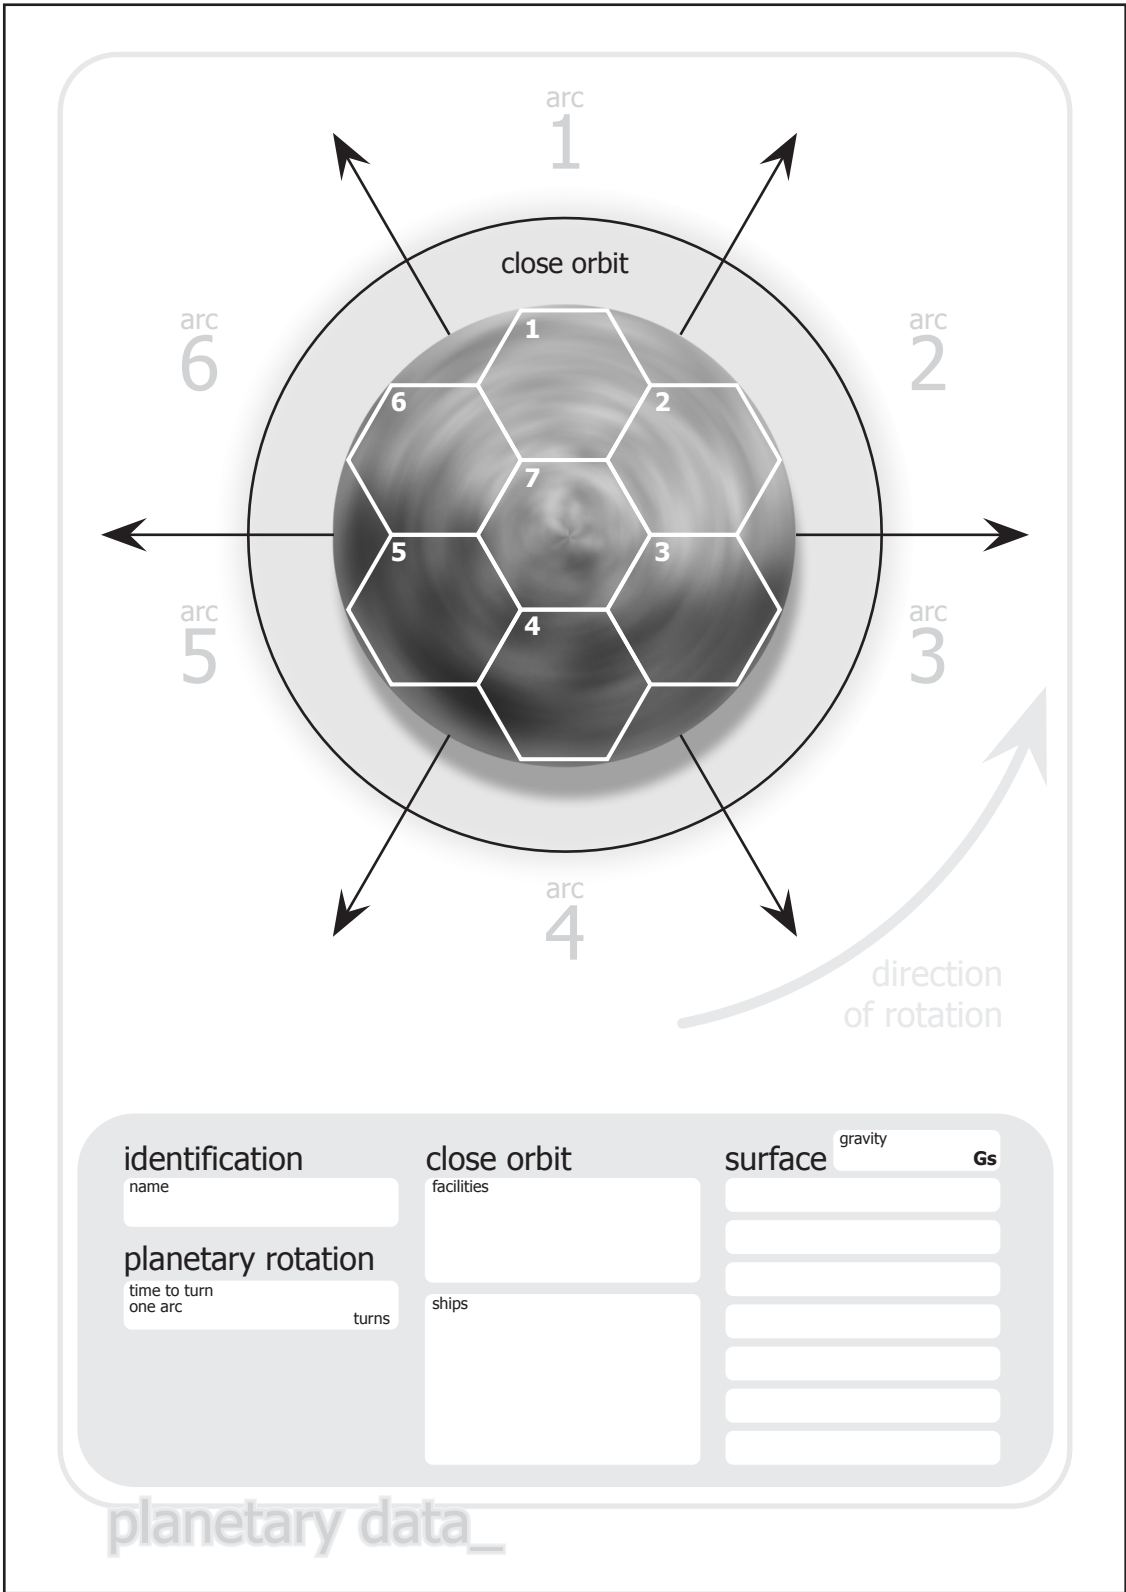 arc
1
close orbit
arc
6
arc
2
1
6
2
7
5
3
4
arc
5
arc
3
arc
4
direction
of rotation
identification
name
planetary rotation
time to turn
one arc
turns
close orbit
facilities
ships
surface
gravity
Gs
planetary data_